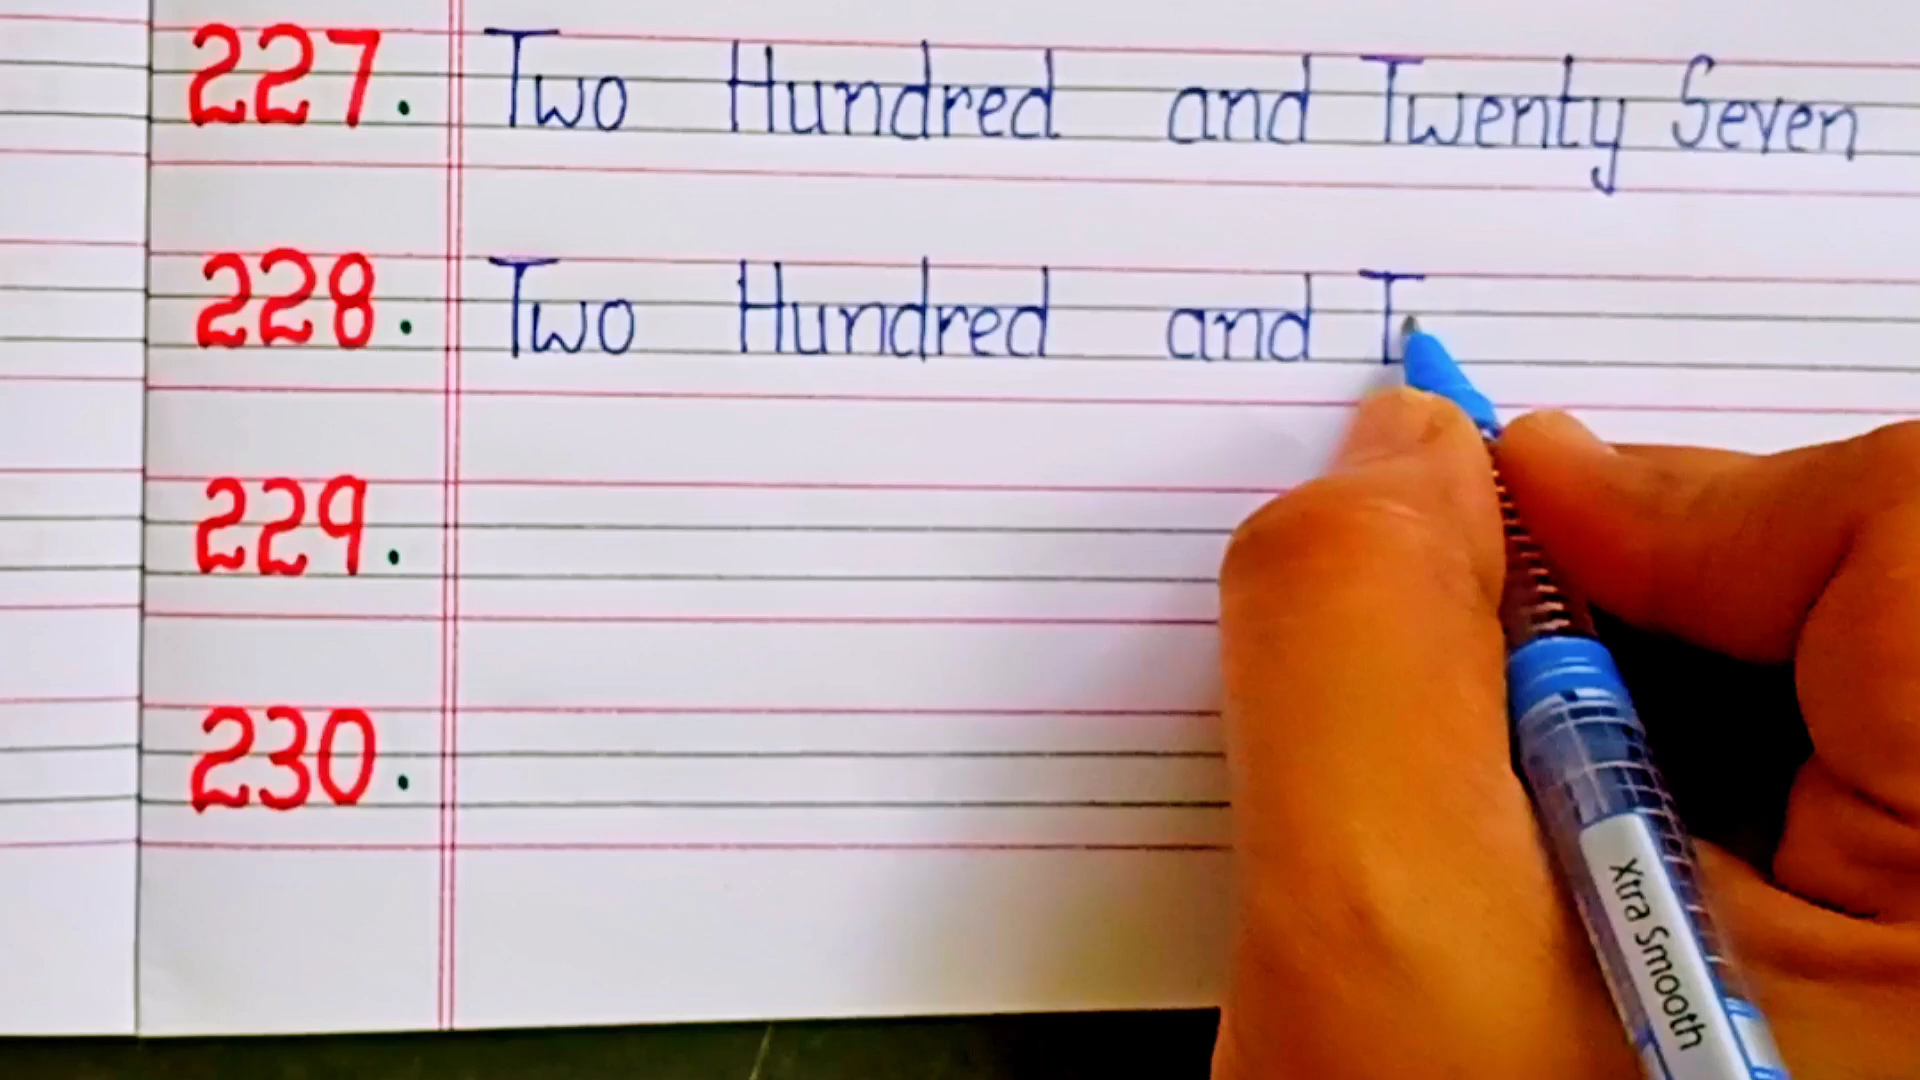 227. Two Hundred and Twenty Seven
228. Two Hundred and T
229.
230.
Xtra Smooth